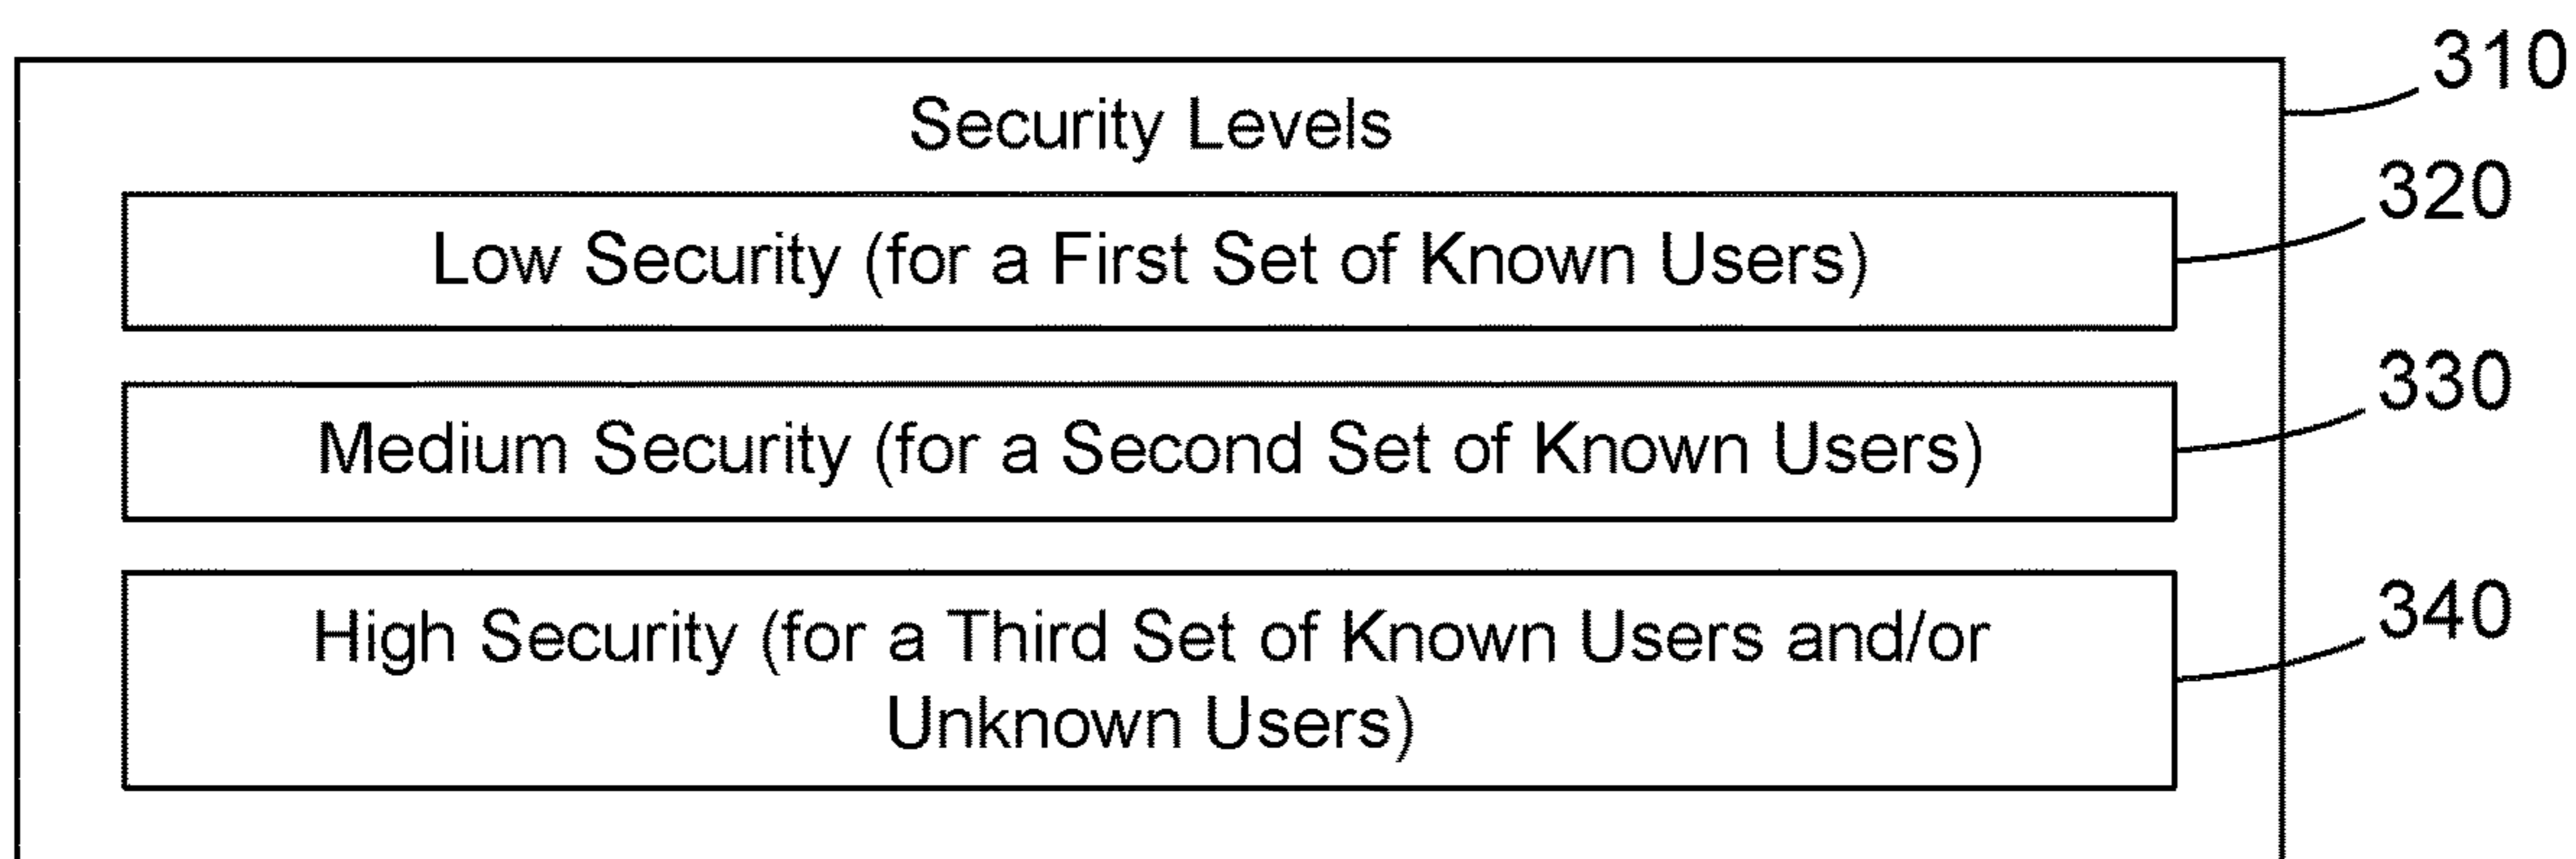 310
Security Levels
320
Low Security (for a First Set of Known Users)
330
Medium Security (for a Second Set of Known Users)
340
High Security (for a Third Set of Known Users and/or
Unknown Users)